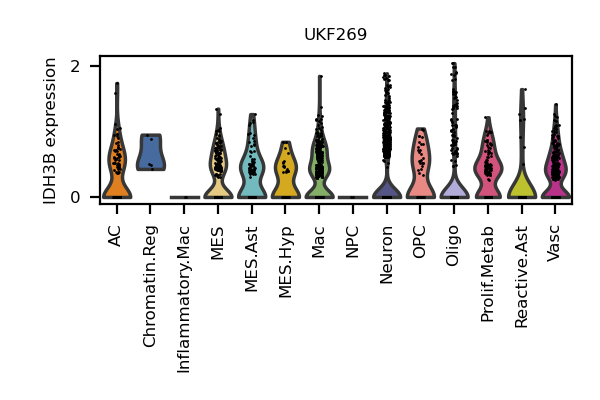 UKF269
IDH3B expression
2
0
AC
Chromatin.Reg
Inflammatory.Mac
MES
MES.Ast
MES.Hyp
Mac
NPC
Neuron
OPC
Oligo
Prolif.Metab
Reactive.Ast
Vasc